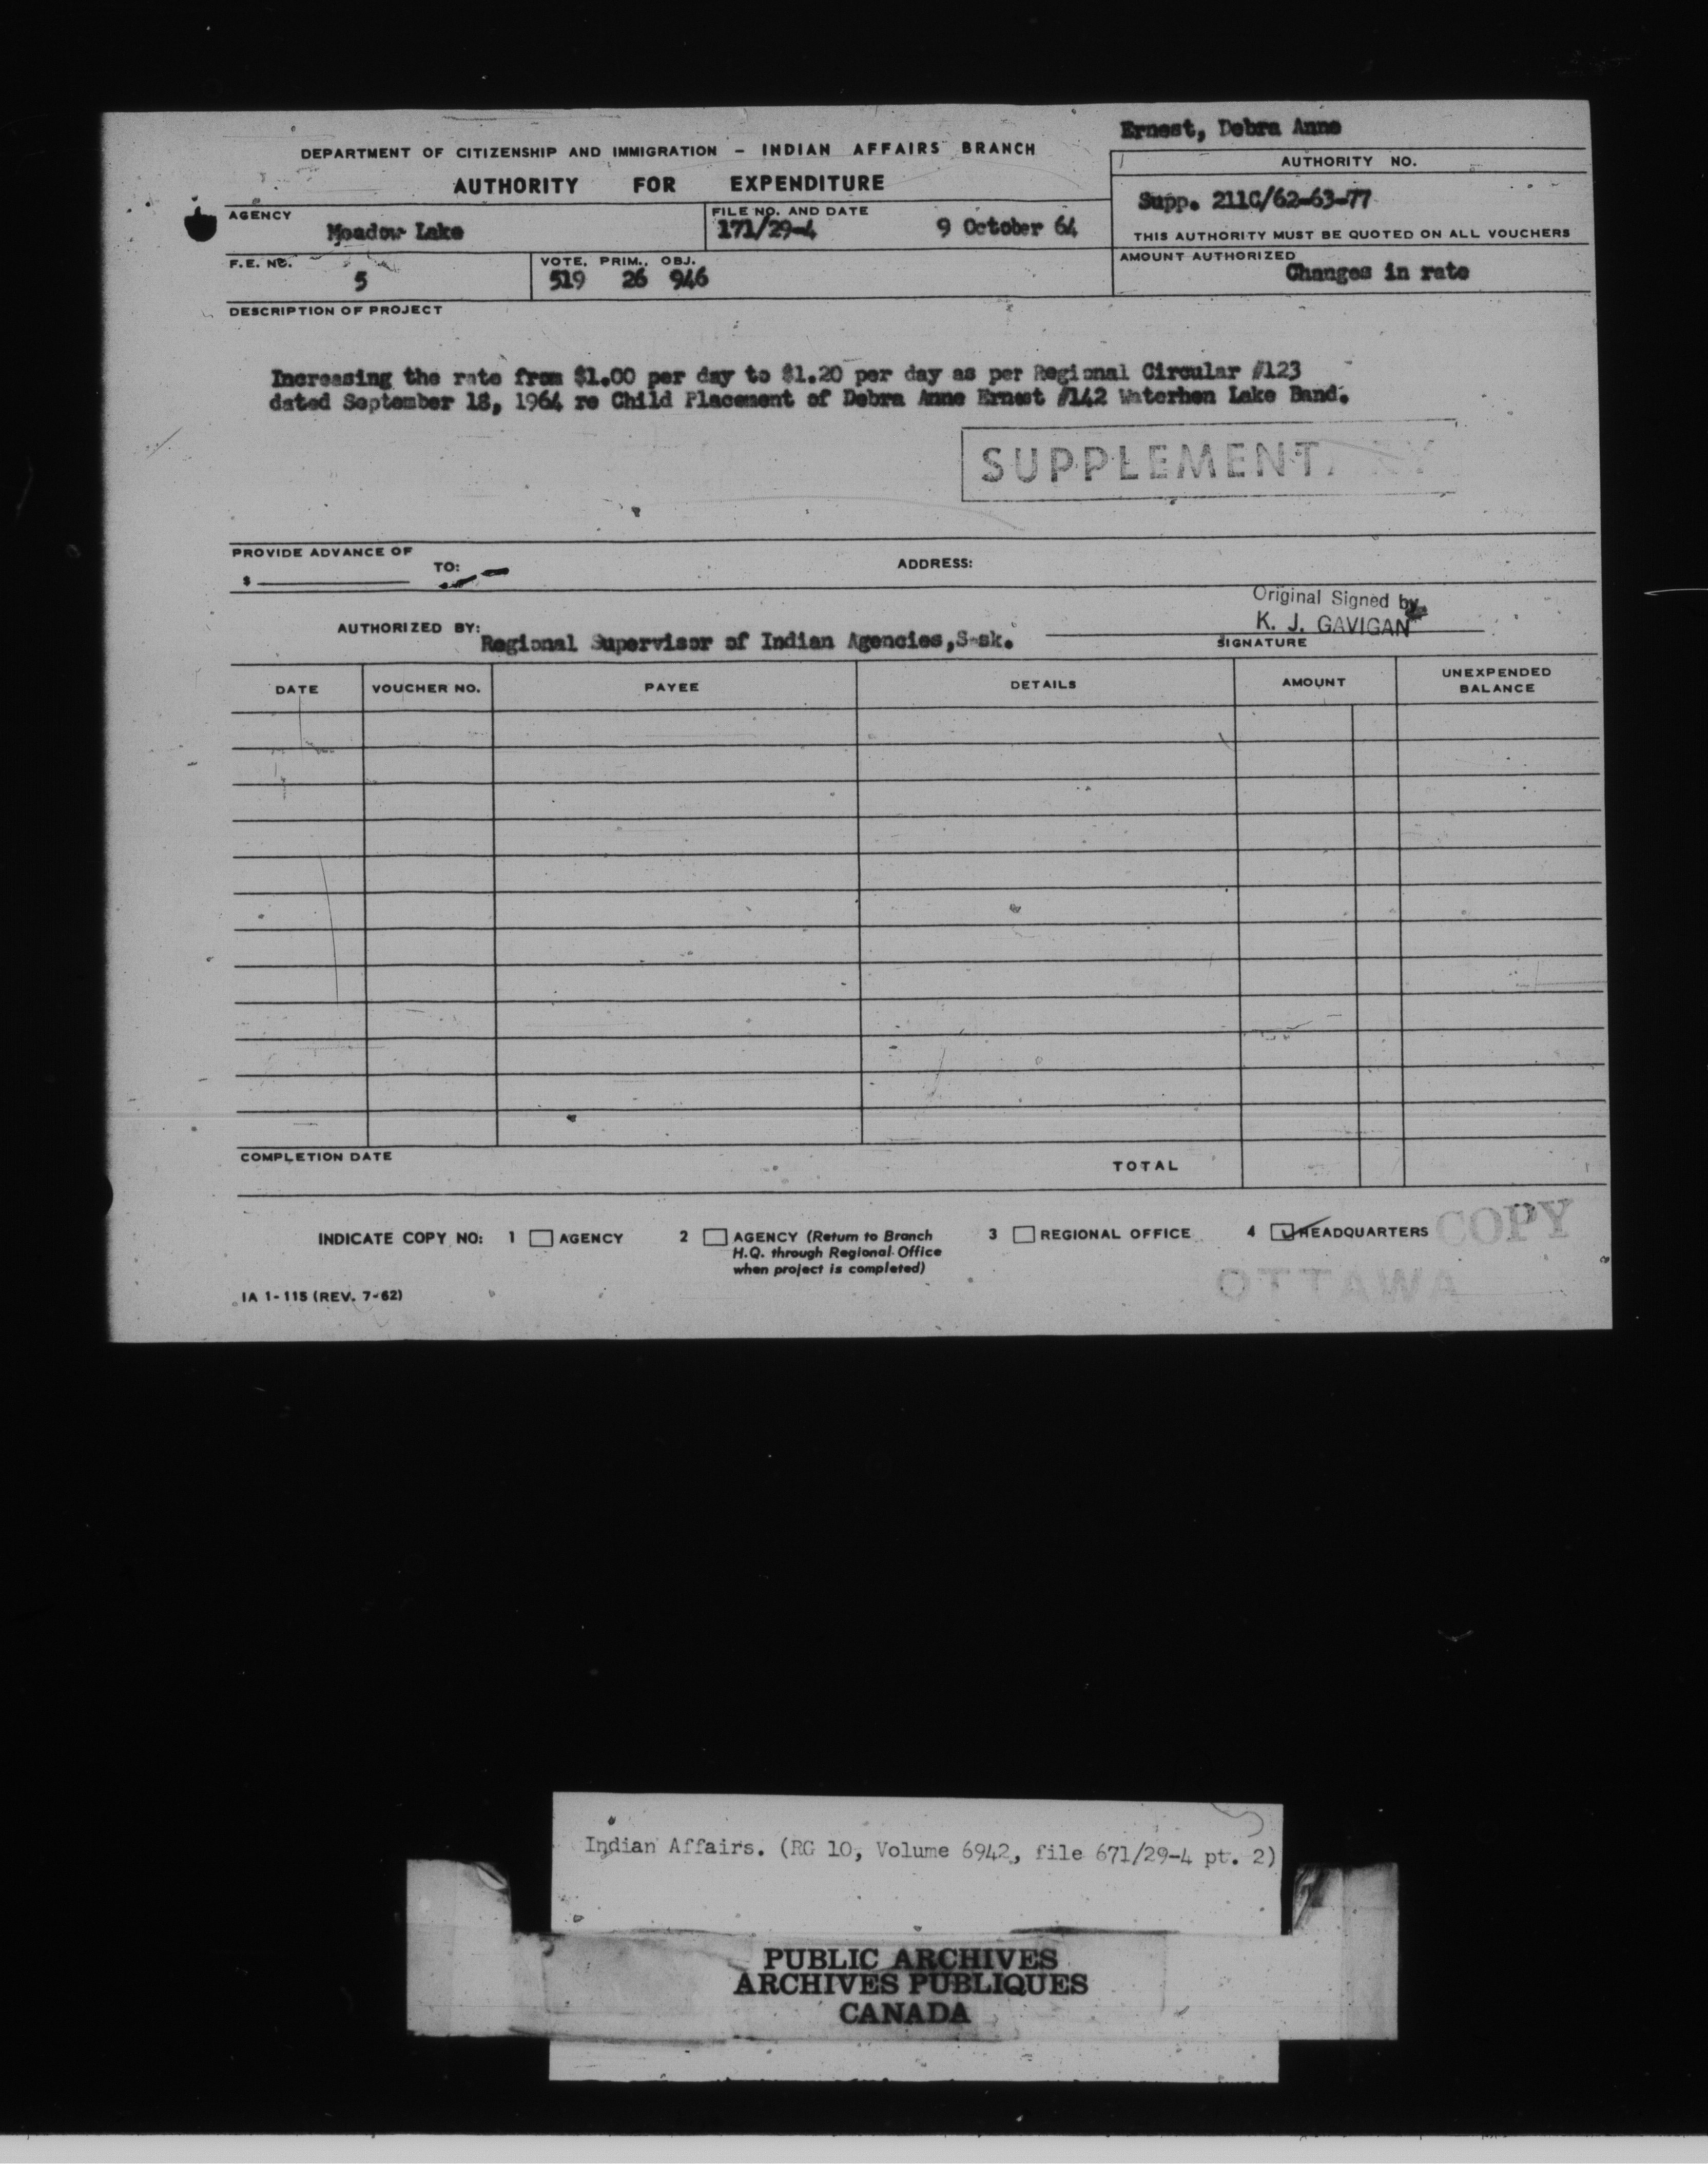 Ernest, Debra Anne
DEPARTMENT OF CITIZENSHIP AND IMMIGRATION – INDIAN AFFAIRS BRANCH
AUTHORITY FOR EXPENDITURE
AUTHORITY NO.
Supp. 211C/62-63-77
THIS AUTHORITY MUST BE QUOTED ON ALL VOUCHERS
AGENCY
Meadow Lake
FILE NO. AND DATE
171/29-4 9 October 64
F.E. NO.
5
VOTE. PRIM. OBJ.
519 26 946
AMOUNT AUTHORIZED
Changes in rate
DESCRIPTION OF PROJECT
Increasing the rate from $1.00 per day to $1.20 per day as per Regional Circular #123
dated September 18, 1964 re Child Placement of Debra Anne Ernest #142 Waterhen Lake Band.
SUPPLEMENTARY
PROVIDE ADVANCE OF
$
TO:
ADDRESS:
AUTHORIZED BY:
Regional Supervisor of Indian Agencies,Sask.
Original Signed by
K. J. GAVIGAN
SIGNATURE
DATE VOUCHER NO. PAYEE DETAILS AMOUNT UNEXPENDED BALANCE
COMPLETION DATE
TOTAL
INDICATE COPY NO: 1 AGENCY 2 AGENCY (Return to Branch H.Q. through Regional Office when project is completed) 3 REGIONAL OFFICE 4 HEADQUARTERS
COPY
OTTAWA
IA 1-115 (REV. 7-62)
Indian Affairs. (RG 10, Volume 6942, file 671/29-4 pt. 2)
PUBLIC ARCHIVES
ARCHIVES PUBLIQUES
CANADA